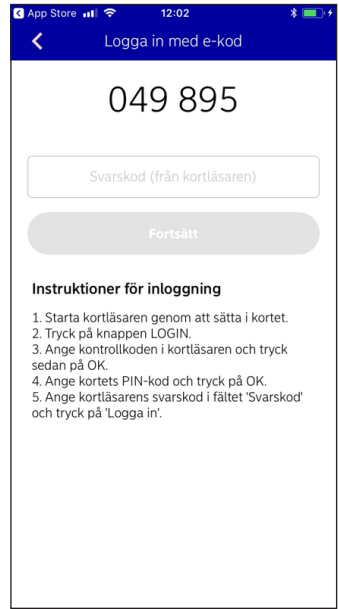 App Store 12:02
Logga in med e-kod
049 895
Svarskod (från kortläsaren)
Fortsätt
Instruktioner för inloggning
1. Starta kortläsaren genom att sätta i kortet.
2. Tryck på knappen LOGIN.
3. Ange kontrollkoden i kortläsaren och tryck
sedan på OK.
4. Ange kortets PIN-kod och tryck på OK.
5. Ange kortläsarens svarskod i fältet 'Svarskod'
och tryck på 'Logga in'.